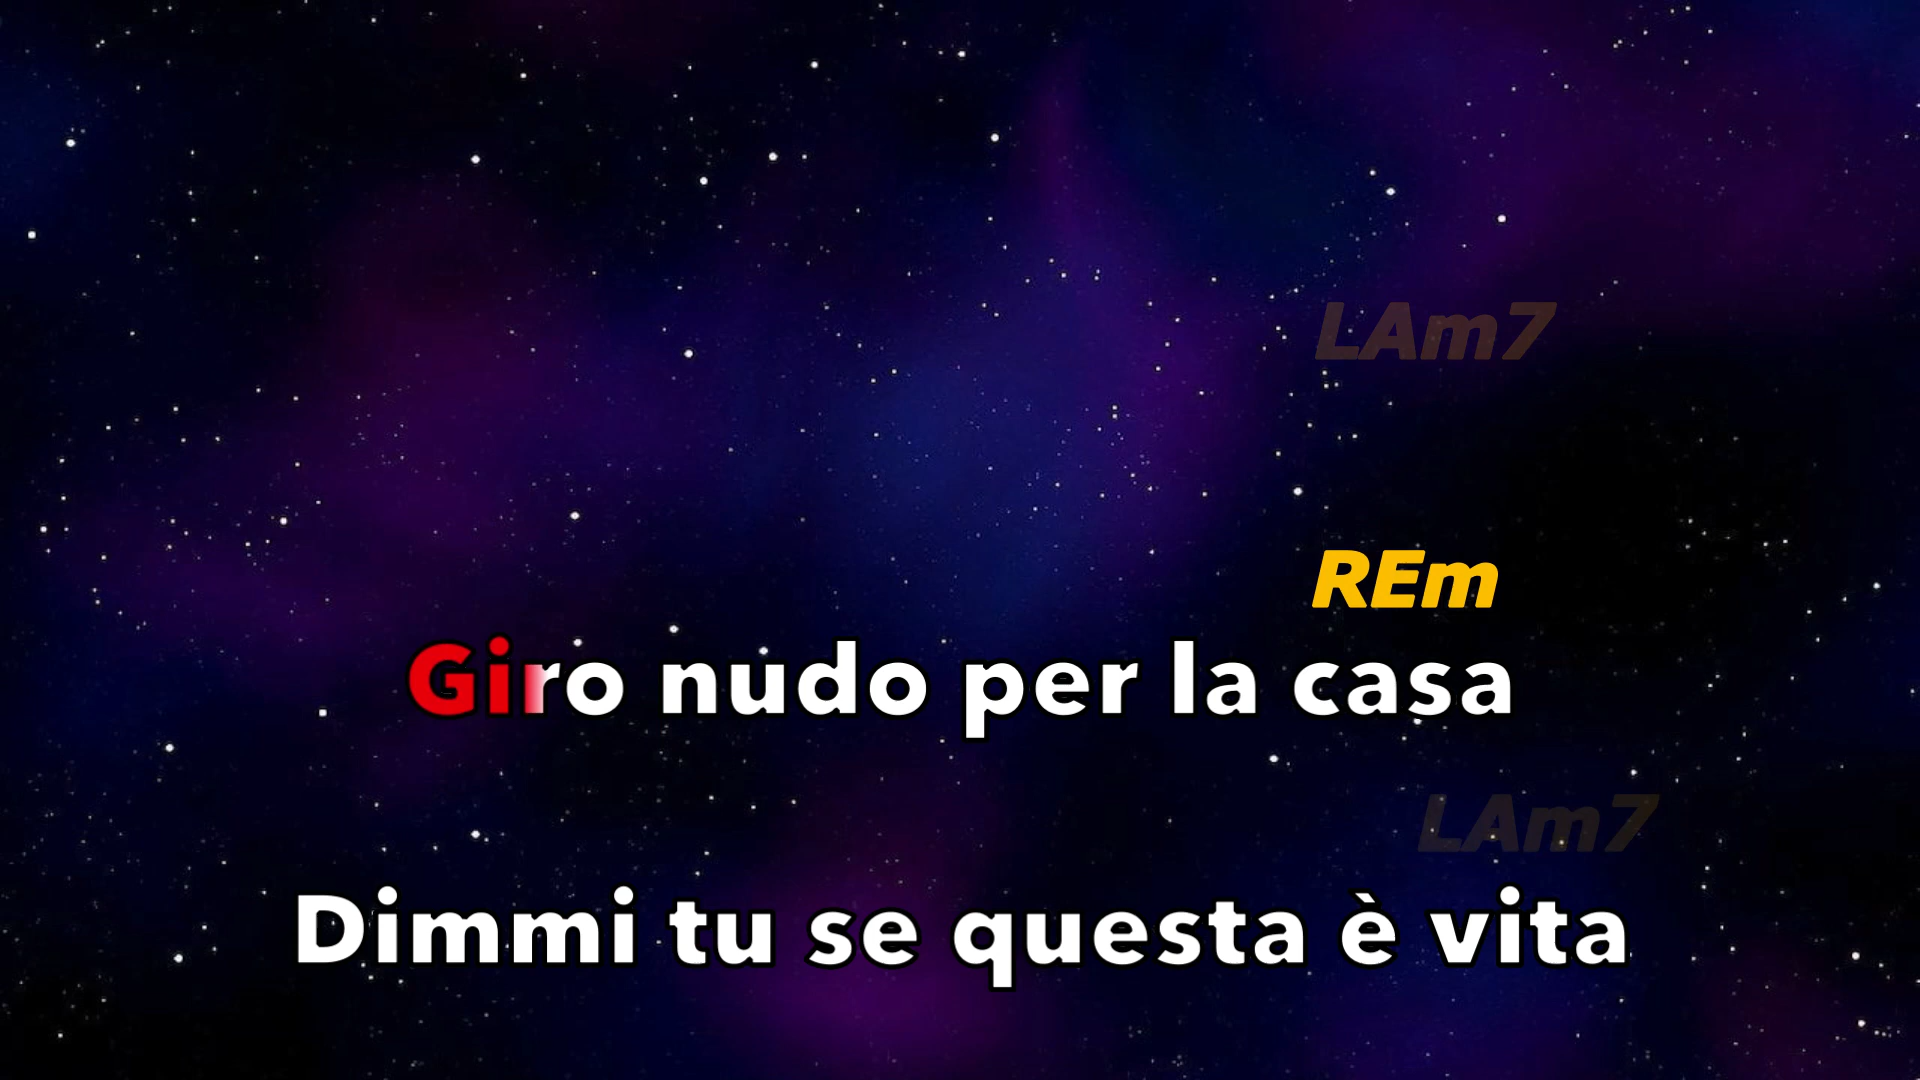 LAm7
REm
Giro nudo per la casa
LAm7
Dimmi tu se questa è vita